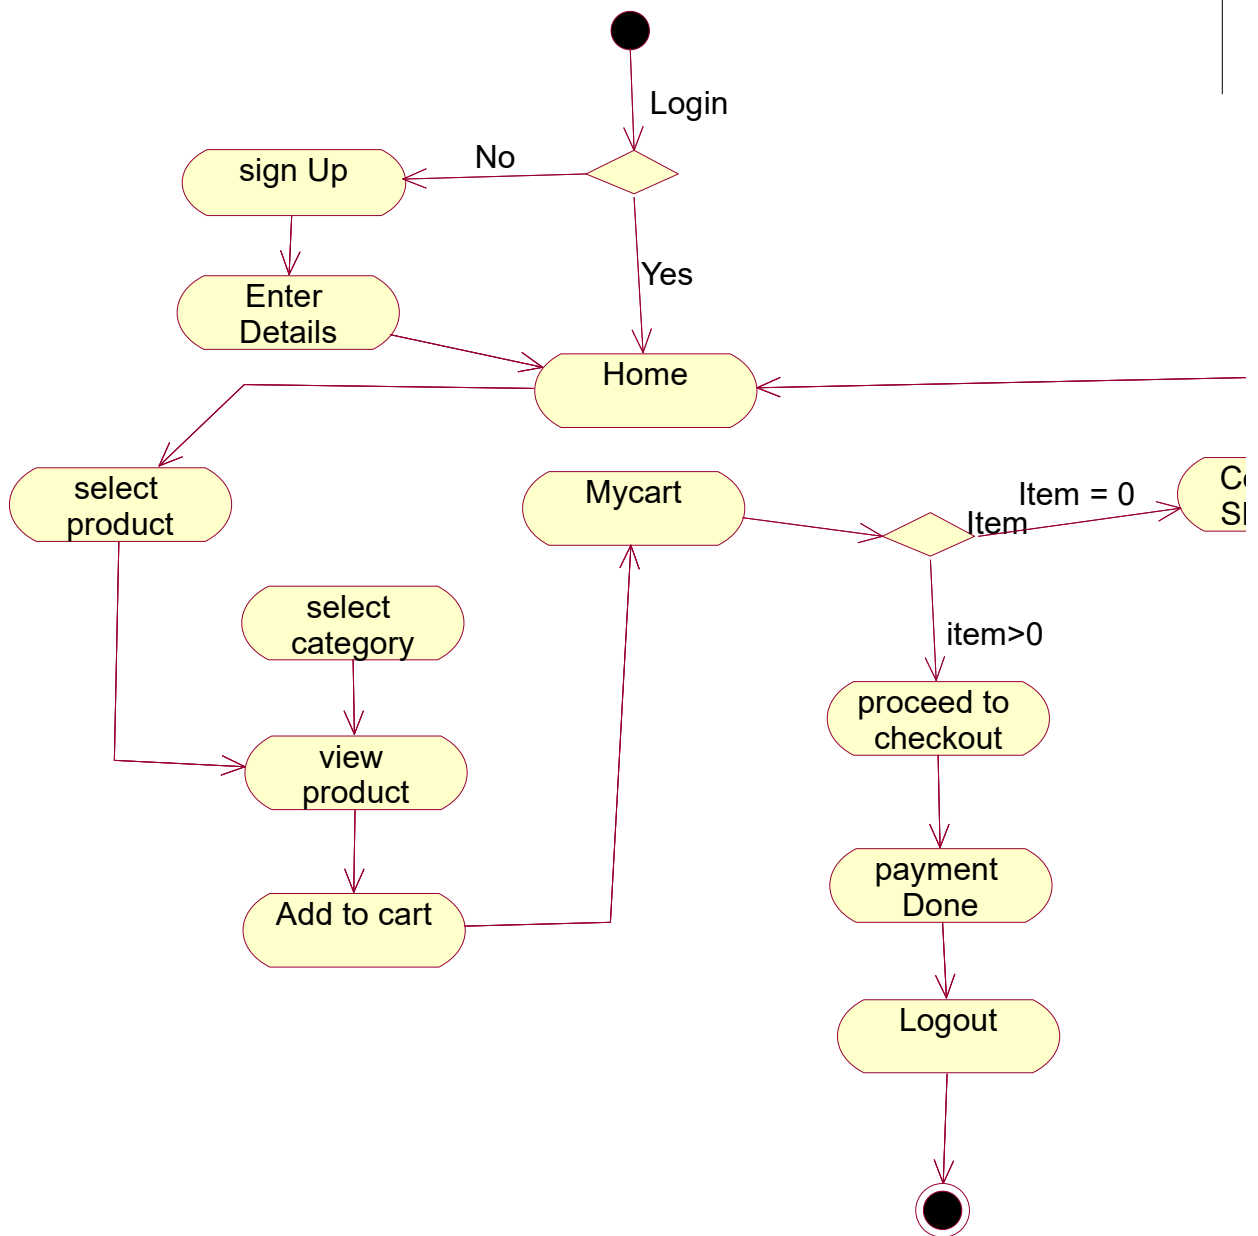 Login
No
sign Up
Yes
Enter
Details
Home
select
product
Mycart
Item = 0
Item
select
category
item>0
proceed to
checkout
view
product
payment
Done
Add to cart
Logout